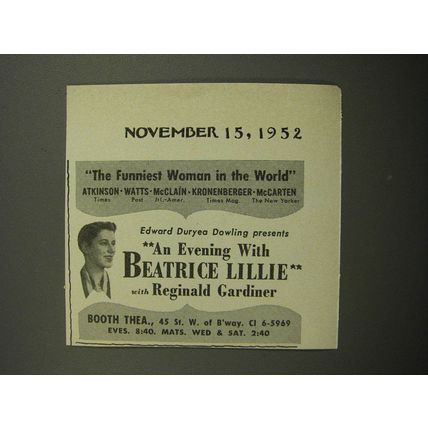 NOVEMBER 15, 1952
"The Funniest Woman in the World"
ATKINSON · WATTS · McCLAIN · KRONENBERGER · McCARTEN
Times Post Jrl.-Amer. Times Mag. The New Yorker
Edward Duryea Dowling presents
"An Evening With
BEATRICE LILLIE"
with Reginald Gardiner
BOOTH THEA., 45 St. W. of B'way. CI 6-5969
EVES. 8:40. MATS. WED & SAT. 2:40